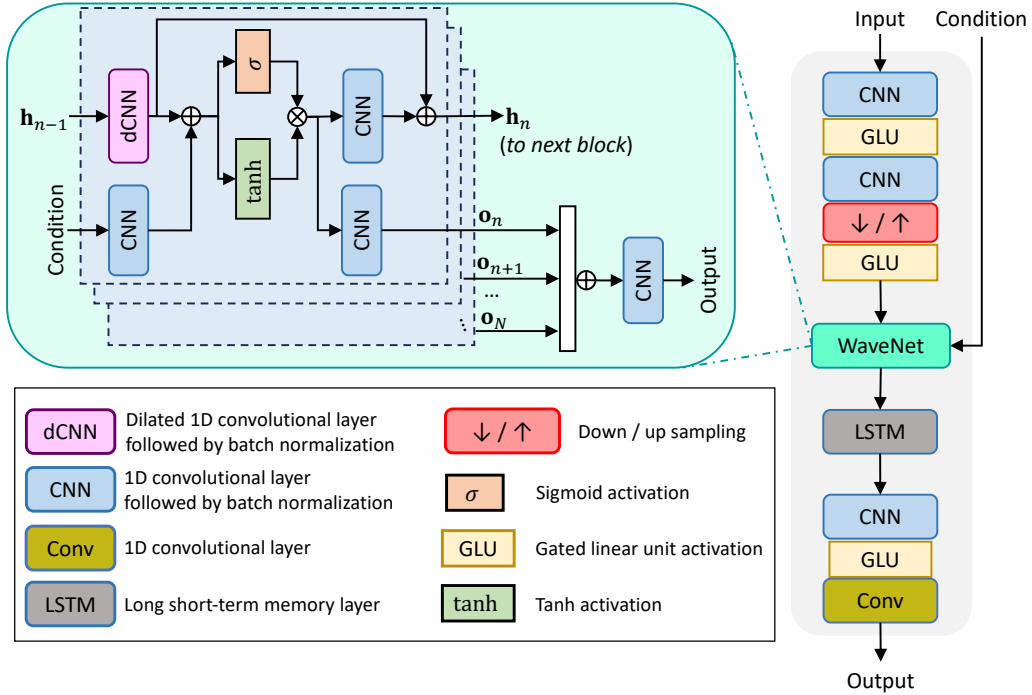 Input
Condition
CNN
GLU
CNN
↓ / ↑
GLU
WaveNet
LSTM
CNN
GLU
Conv
Output
h_{n−1}
dCNN
σ
tanh
CNN
h_n
(to next block)
Condition
CNN
CNN
o_n
o_{n+1}
...
o_N
CNN
Output
dCNN
Dilated 1D convolutional layer
followed by batch normalization
CNN
1D convolutional layer
followed by batch normalization
Conv
1D convolutional layer
LSTM
Long short-term memory layer
↓ / ↑
Down / up sampling
σ
Sigmoid activation
GLU
Gated linear unit activation
tanh
Tanh activation